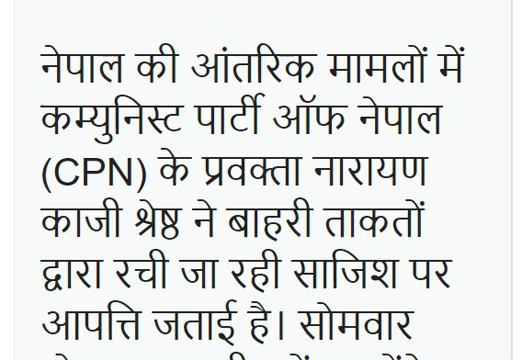 नेपाल की आंतरिक मामलों में
कम्युनिस्ट पार्टी ऑफ नेपाल
(CPN) के प्रवक्ता नारायण
काजी श्रेष्ठ ने बाहरी ताकतों
द्वारा रची जा रही साजिश पर
आपत्ति जताई है। सोमवार